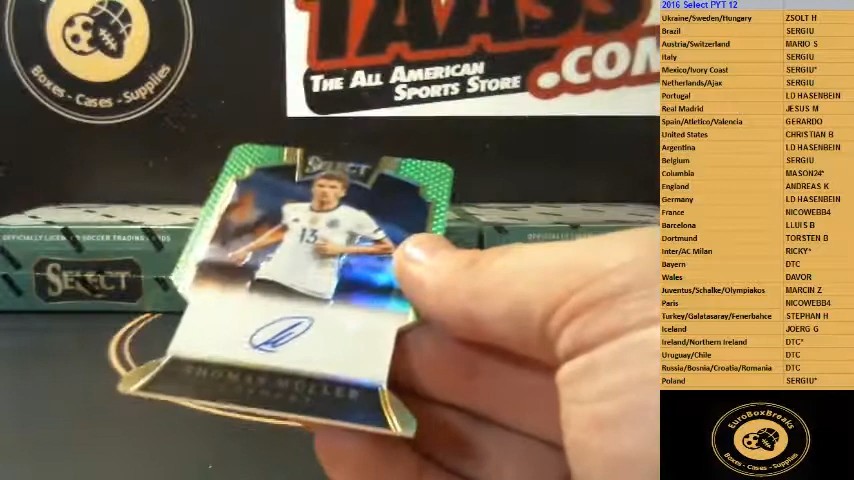 Boxes - Cases - Supplies
TAASS
.COM
THE ALL AMERICAN
SPORTS STORE
SELECT
13
THOMAS MÜLLER
GERMANY
OFFICIALLY LICENSED SOCCER TRADING CARDS
SELECT
2016 Select PYT 12
Ukraine/Sweden/Hungary ZSOLT H
Brazil SERGIU
Austria/Switzerland MARIO S
Italy SERGIU
Mexico/Ivory Coast SERGIU*
Netherlands/Ajax SERGIU
Portugal LD HASENBEIN
Real Madrid JESUS M
Spain/Atletico/Valencia GERARDO
United States CHRISTIAN B
Argentina LD HASENBEIN
Belgium SERGIU
Columbia MASON24*
England ANDREAS K
Germany LD HASENBEIN
France NICOWEBB4
Barcelona LLUIS B
Dortmund TORSTEN B
Inter/AC Milan RICKY*
Bayern DTC
Wales DAVOR
Juventus/Schalke/Olympiakos MARCIN Z
Paris NICOWEBB4
Turkey/Galatasaray/Fenerbahce STEPHAN H
Iceland JOERG G
Ireland/Northern Ireland DTC*
Uruguay/Chile DTC
Russia/Bosnia/Croatia/Romania DTC
Poland SERGIU*
EuroBoxBreaks
Boxes - Cases - Supplies